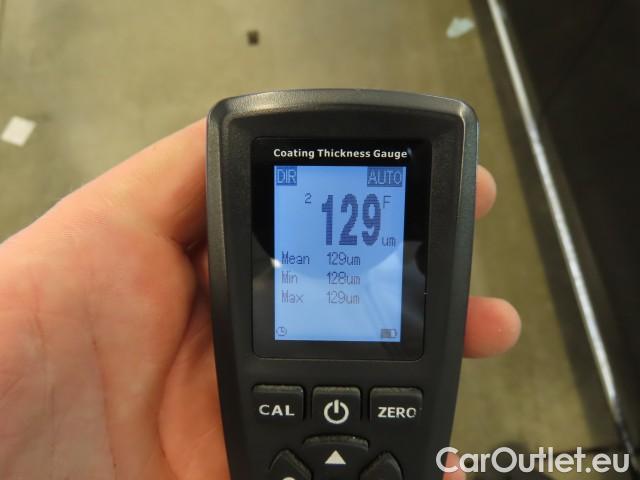 Coating Thickness Gauge
DIR AUTO
2 129 F um
Mean 129um
Min 128um
Max 129um
CAL ZERO
CarOutlet.eu